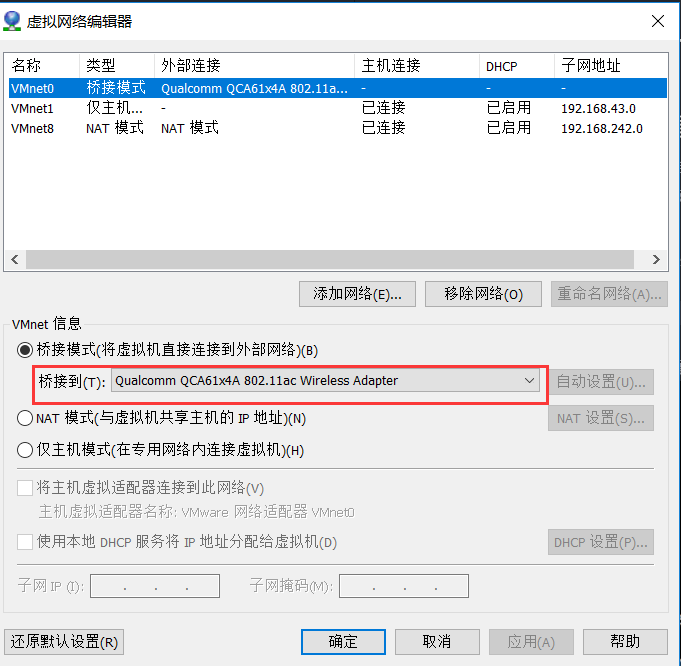 虚拟网络编辑器
名称 类型 外部连接 主机连接 DHCP 子网地址
VMnet0 桥接模式 Qualcomm QCA61x4A 802.11a... - - -
VMnet1 仅主机... - 已连接 已启用 192.168.43.0
VMnet8 NAT 模式 NAT 模式 已连接 已启用 192.168.242.0
添加网络(E)... 移除网络(O) 重命名网络(A)...
VMnet 信息
桥接模式(将虚拟机直接连接到外部网络)(B)
桥接到(T): Qualcomm QCA61x4A 802.11ac Wireless Adapter 自动设置(U)...
NAT 模式(与虚拟机共享主机的 IP 地址)(N) NAT 设置(S)...
仅主机模式(在专用网络内连接虚拟机)(H)
将主机虚拟适配器连接到此网络(V)
主机虚拟适配器名称: VMware 网络适配器 VMnet0
使用本地 DHCP 服务将 IP 地址分配给虚拟机(D) DHCP 设置(P)...
子网 IP (I): . . . 子网掩码(M): . . .
还原默认设置(R) 确定 取消 应用(A) 帮助